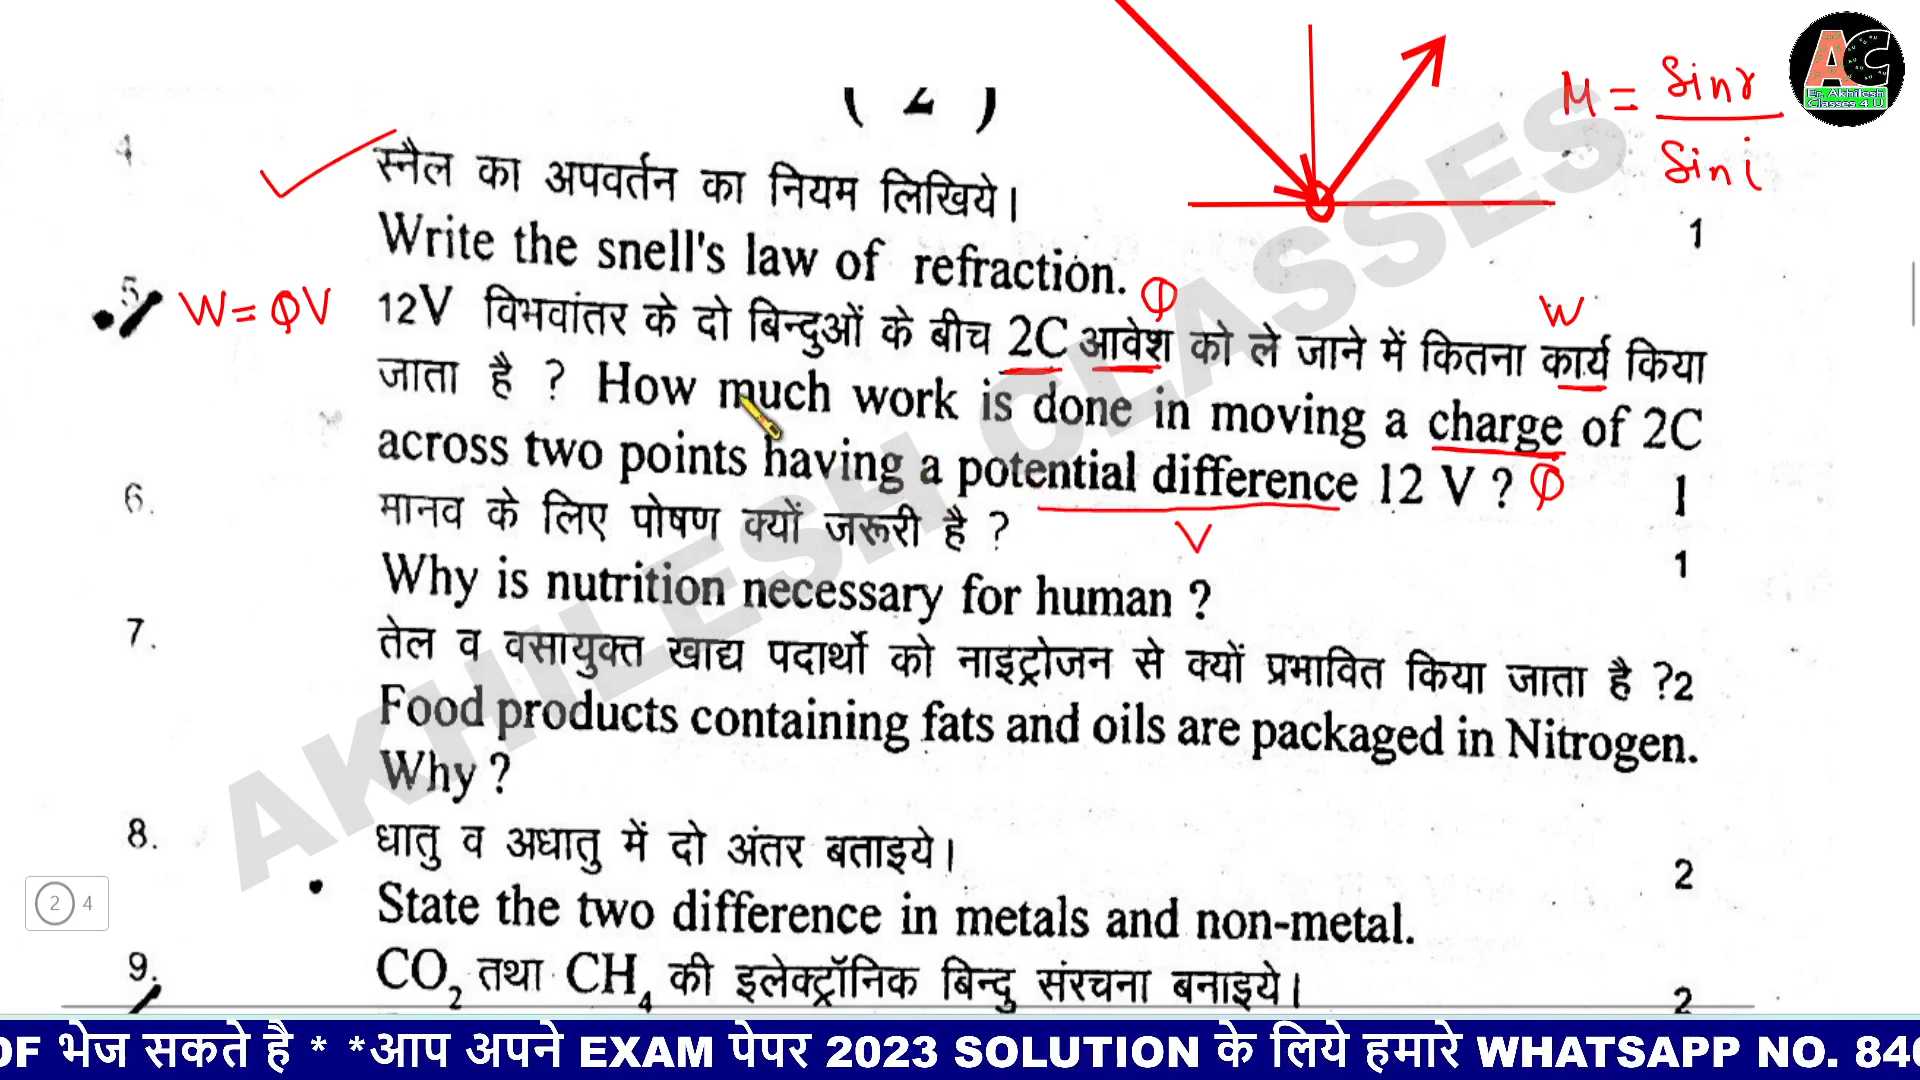 ( 2 )
μ = sin r
sin i
AC
Er. Akhilesh
Classes 4 U
4
स्नैल का अपवर्तन का नियम लिखिये।
1
Write the snell's law of refraction.
5 W = QV 12V विभवांतर के दो बिन्दुओं के बीच 2C आवेश को ले जाने में कितना कार्य किया
Q
W
जाता है ? How much work is done in moving a charge of 2C
across two points having a potential difference 12 V ? Q 1
V
6. मानव के लिए पोषण क्यों जरूरी है ?
1
Why is nutrition necessary for human ?
7. तेल व वसायुक्त खाद्य पदार्थो को नाइट्रोजन से क्यों प्रभावित किया जाता है ?2
Food products containing fats and oils are packaged in Nitrogen.
Why ?
8. धातु व अधातु में दो अंतर बताइये।
2
State the two difference in metals and non-metal.
9. CO2 तथा CH4 की इलेक्ट्रॉनिक बिन्दु संरचना बनाइये।
2
AKHILESH CLASSES
2 4
DF भेज सकते है * *आप अपने EXAM पेपर 2023 SOLUTION के लिये हमारे WHATSAPP NO. 840